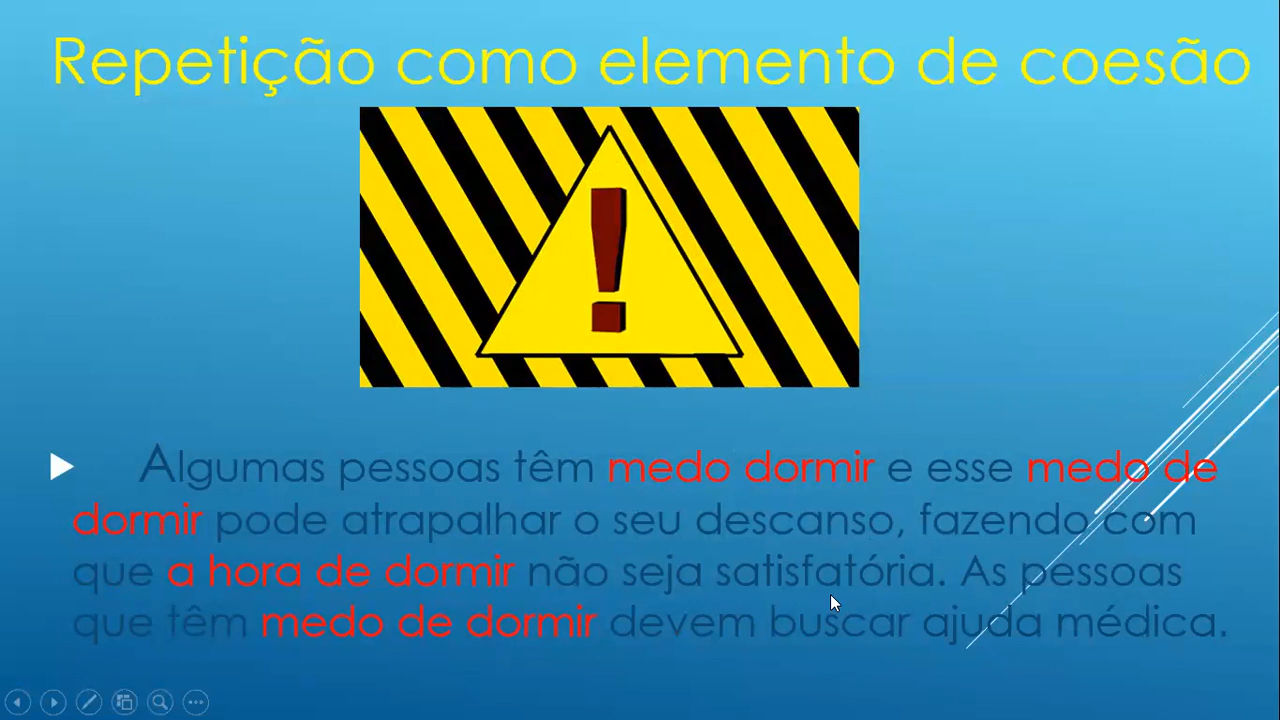 Repetição como elemento de coesão
Algumas pessoas têm medo dormir e esse medo de
dormir pode atrapalhar o seu descanso, fazendo com
que a hora de dormir não seja satisfatória. As pessoas
que têm medo de dormir devem buscar ajuda médica.